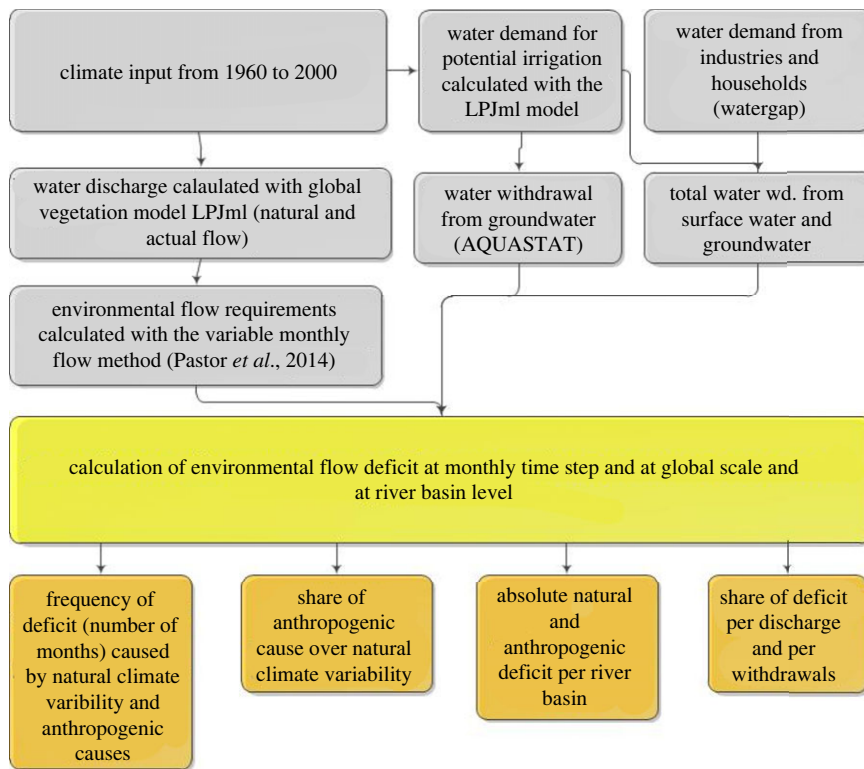 climate input from 1960 to 2000
water demand for
potential irrigation
calculated with the
LPJml model
water demand from
industries and
households
(watergap)
water discharge calaulated with global
vegetation model LPJml (natural and
actual flow)
water withdrawal
from groundwater
(AQUASTAT)
total water wd. from
surface water and
groundwater
environmental flow requirements
calculated with the variable monthly
flow method (Pastor et al., 2014)
calculation of environmental flow deficit at monthly time step and at global scale and
at river basin level
frequency of
deficit (number of
months) caused
by natural climate
varibility and
anthropogenic
causes
share of
anthropogenic
cause over natural
climate variability
absolute natural
and
anthropogenic
deficit per river
basin
share of deficit
per discharge
and per
withdrawals